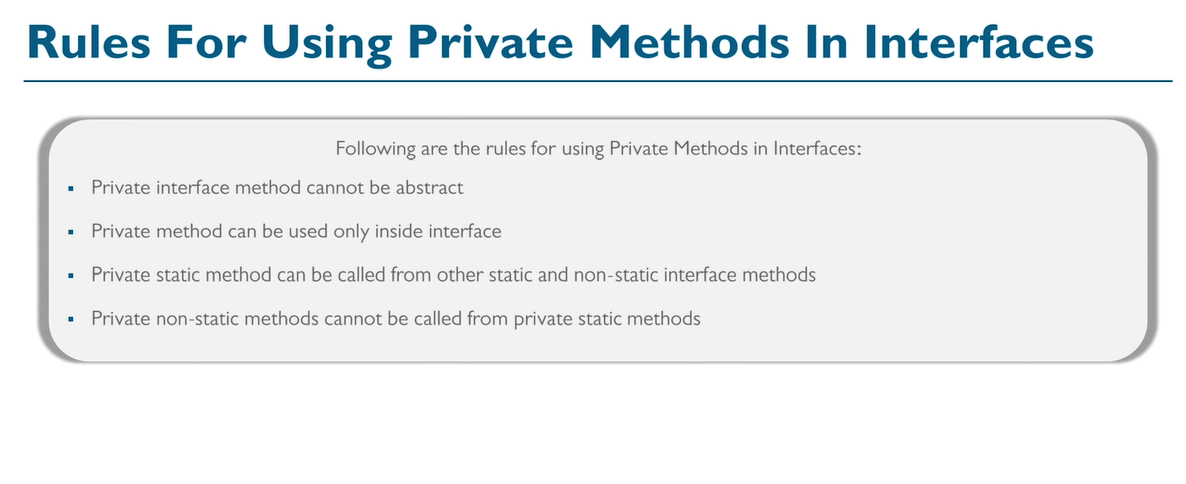 Rules For Using Private Methods In Interfaces
Following are the rules for using Private Methods in Interfaces:
▪ Private interface method cannot be abstract
▪ Private method can be used only inside interface
▪ Private static method can be called from other static and non-static interface methods
▪ Private non-static methods cannot be called from private static methods